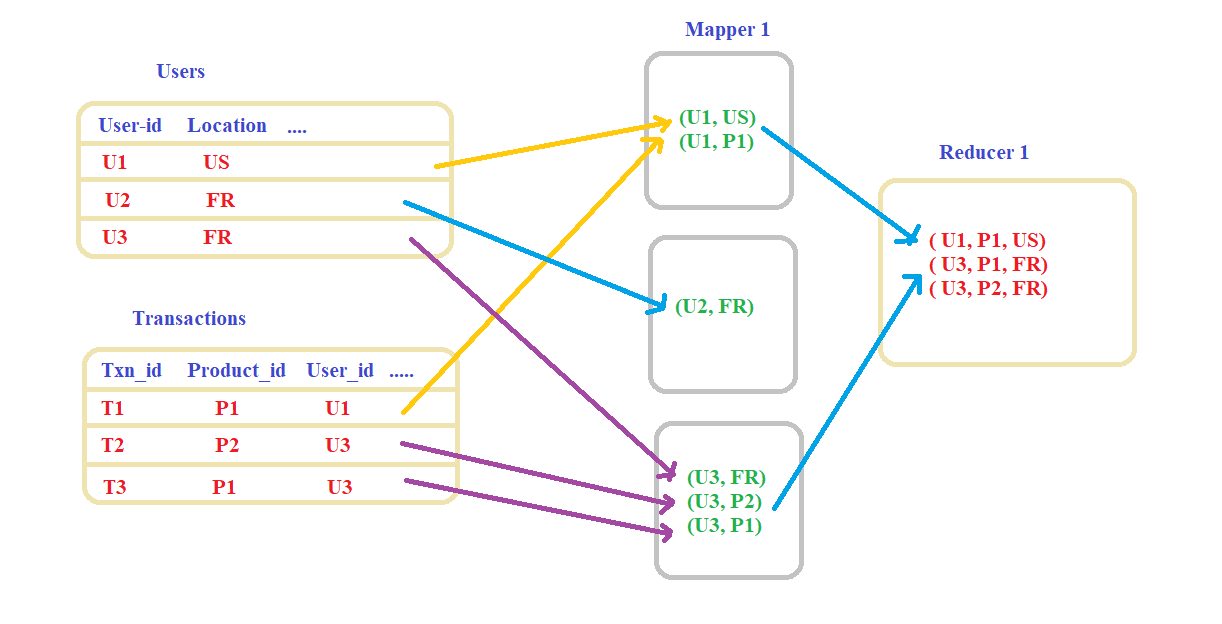 Users
User-id Location ....
U1 US
U2 FR
U3 FR
Transactions
Txn_id Product_id User_id .....
T1 P1 U1
T2 P2 U3
T3 P1 U3
Mapper 1
(U1, US)
(U1, P1)
(U2, FR)
(U3, FR)
(U3, P2)
(U3, P1)
Reducer 1
( U1, P1, US)
( U3, P1, FR)
( U3, P2, FR)